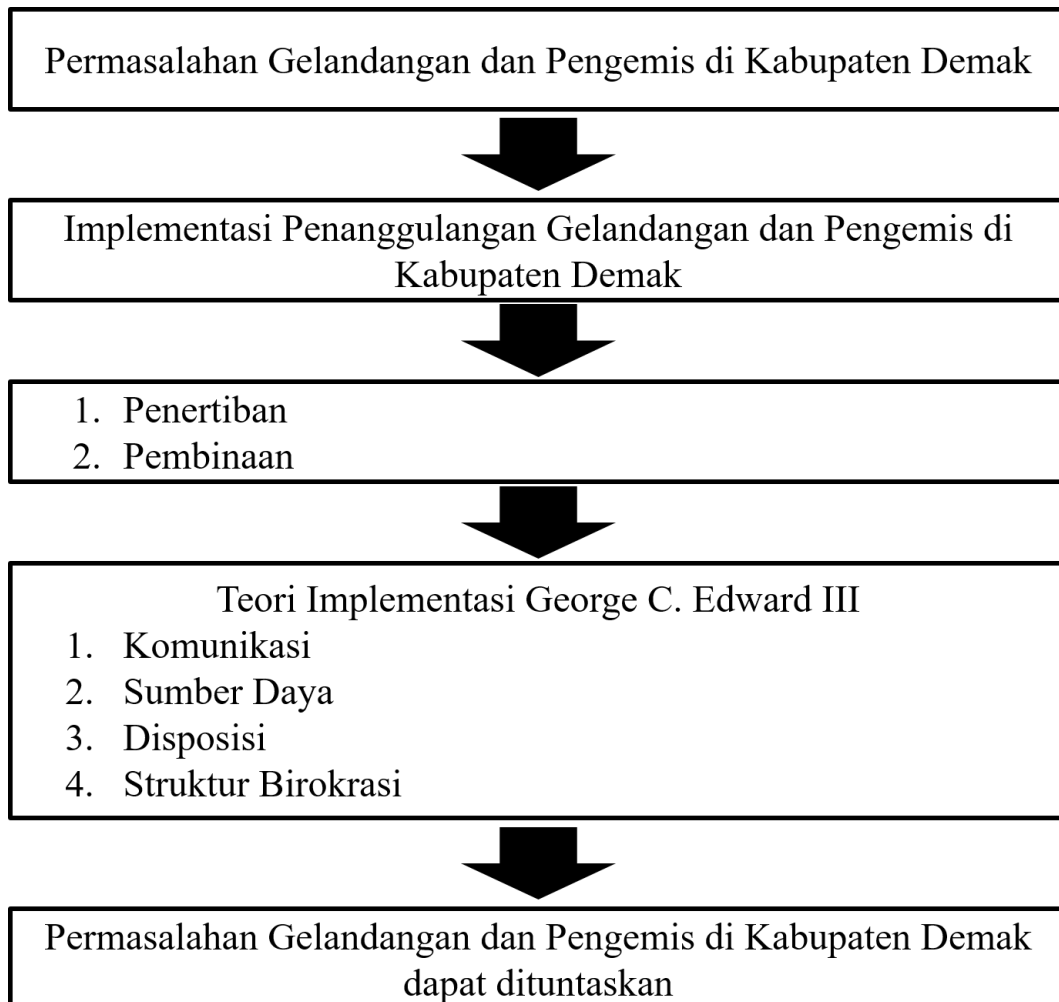 Permasalahan Gelandangan dan Pengemis di Kabupaten Demak
Implementasi Penanggulangan Gelandangan dan Pengemis di
Kabupaten Demak
1. Penertiban
2. Pembinaan
Teori Implementasi George C. Edward III
1. Komunikasi
2. Sumber Daya
3. Disposisi
4. Struktur Birokrasi
Permasalahan Gelandangan dan Pengemis di Kabupaten Demak
dapat dituntaskan